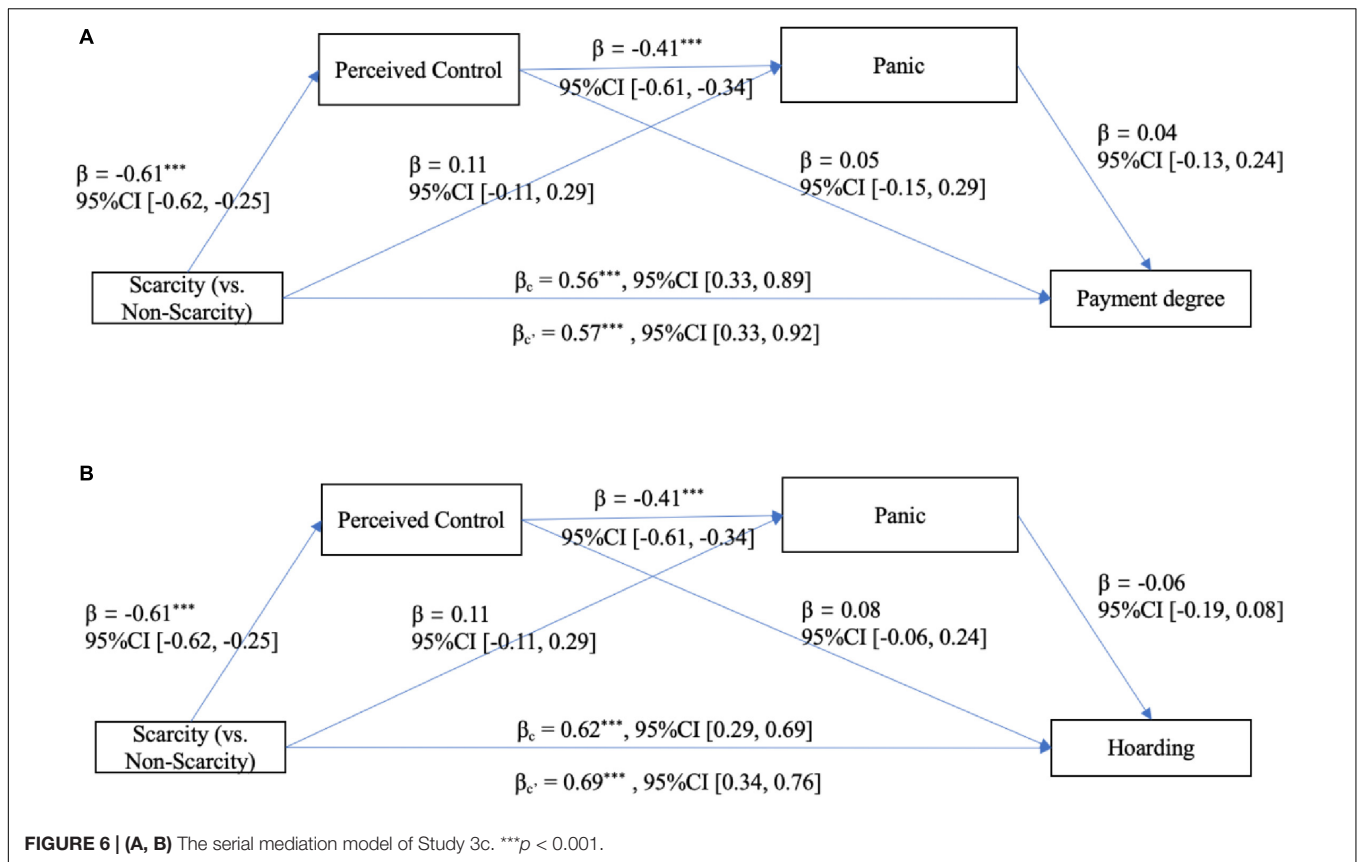 A
Perceived Control
β = -0.41***
95%CI [-0.61, -0.34]
Panic
β = -0.61***
95%CI [-0.62, -0.25]
β = 0.11
95%CI [-0.11, 0.29]
β = 0.05
95%CI [-0.15, 0.29]
β = 0.04
95%CI [-0.13, 0.24]
Scarcity (vs.
Non-Scarcity)
βc = 0.56***, 95%CI [0.33, 0.89]
βc' = 0.57*** , 95%CI [0.33, 0.92]
Payment degree
B
Perceived Control
β = -0.41***
95%CI [-0.61, -0.34]
Panic
β = -0.61***
95%CI [-0.62, -0.25]
β = 0.11
95%CI [-0.11, 0.29]
β = 0.08
95%CI [-0.06, 0.24]
β = -0.06
95%CI [-0.19, 0.08]
Scarcity (vs.
Non-Scarcity)
βc = 0.62***, 95%CI [0.29, 0.69]
βc' = 0.69*** , 95%CI [0.34, 0.76]
Hoarding
FIGURE 6 | (A, B) The serial mediation model of Study 3c. ***p < 0.001.